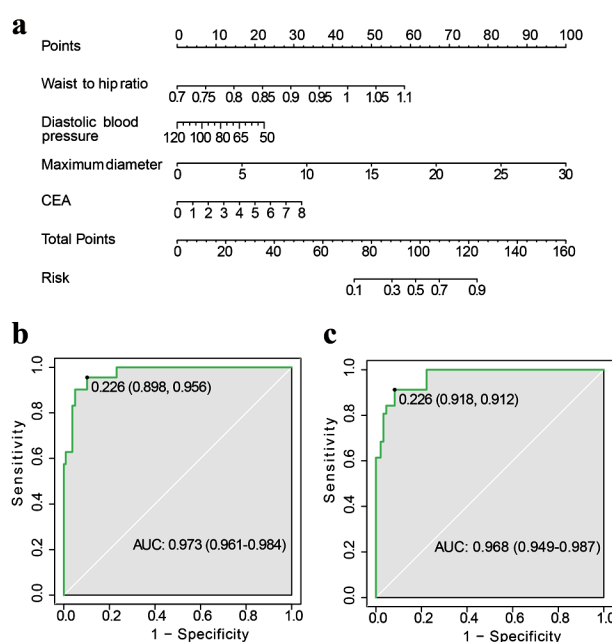 a
Points
0 10 20 30 40 50 60 70 80 90 100
Waist to hip ratio
0.7 0.75 0.8 0.85 0.9 0.95 1 1.05 1.1
Diastolic blood
pressure
120 100 80 65 50
Maximum diameter
0 5 10 15 20 25 30
CEA
0 1 2 3 4 5 6 7 8
Total Points
0 20 40 60 80 100 120 140 160
Risk
0.1 0.3 0.5 0.7 0.9
b
Sensitivity
1.0
0.8
0.6
0.4
0.2
0.0
0.226 (0.898, 0.956)
AUC: 0.973 (0.961-0.984)
0.0 0.2 0.4 0.6 0.8 1.0
1 − Specificity
c
Sensitivity
1.0
0.8
0.6
0.4
0.2
0.0
0.226 (0.918, 0.912)
AUC: 0.968 (0.949-0.987)
0.0 0.2 0.4 0.6 0.8 1.0
1 − Specificity